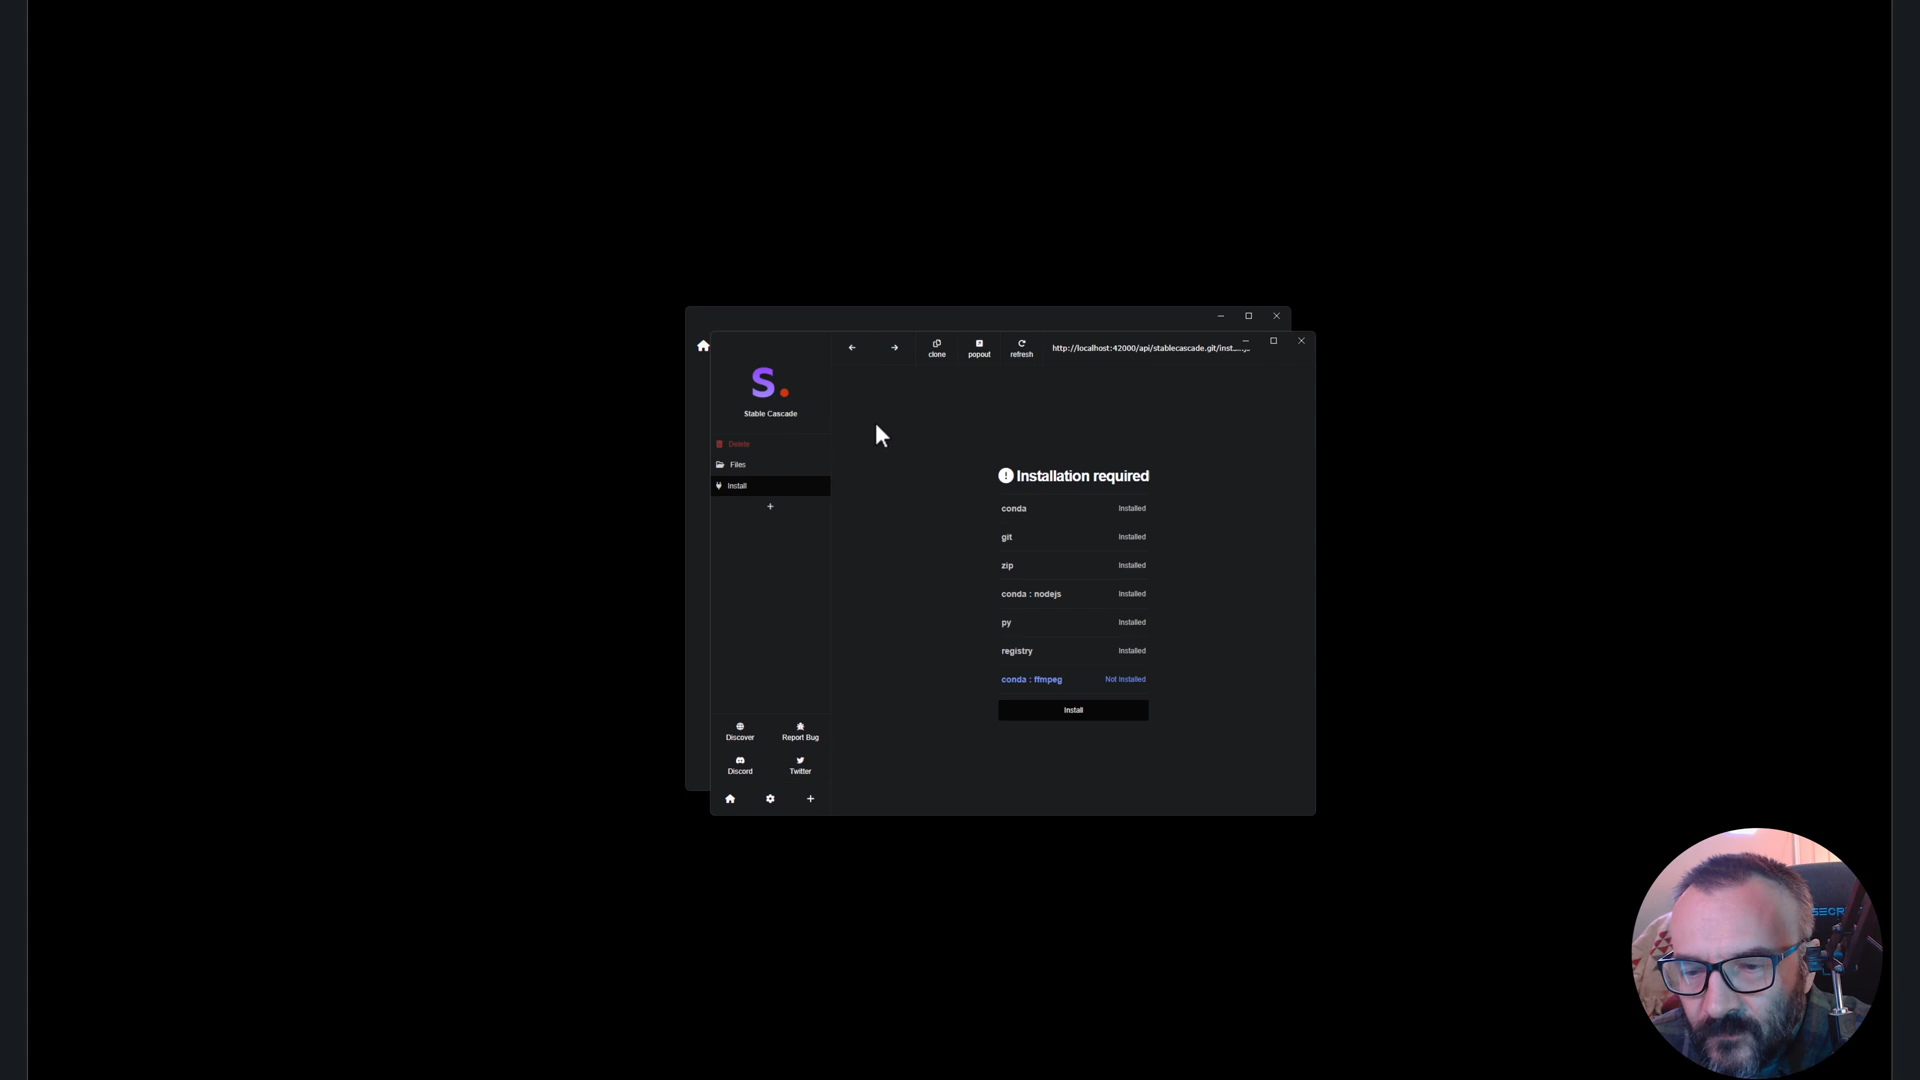 clone
popout
refresh
http://localhost:42000/api/stablecascade.git/inst
S.
Stable Cascade
Delete
Files
Install
+
Installation required
conda Installed
git Installed
zip Installed
conda : nodejs Installed
py Installed
registry Installed
conda : ffmpeg Not Installed
Install
Discover
Report Bug
Discord
Twitter
+
SECR